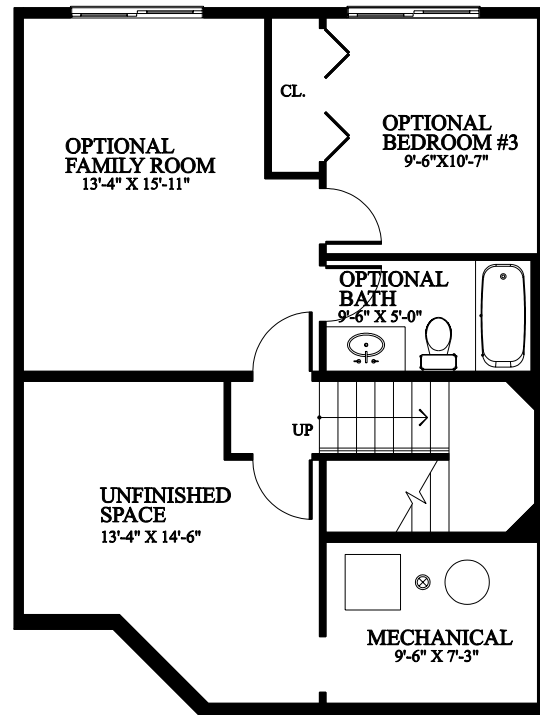 CL.
OPTIONAL
FAMILY ROOM
13'-4" X 15'-11"
OPTIONAL
BEDROOM #3
9'-6"X10'-7"
OPTIONAL
BATH
9'-6" X 5'-0"
UP
UNFINISHED
SPACE
13'-4" X 14'-6"
MECHANICAL
9'-6" X 7'-3"